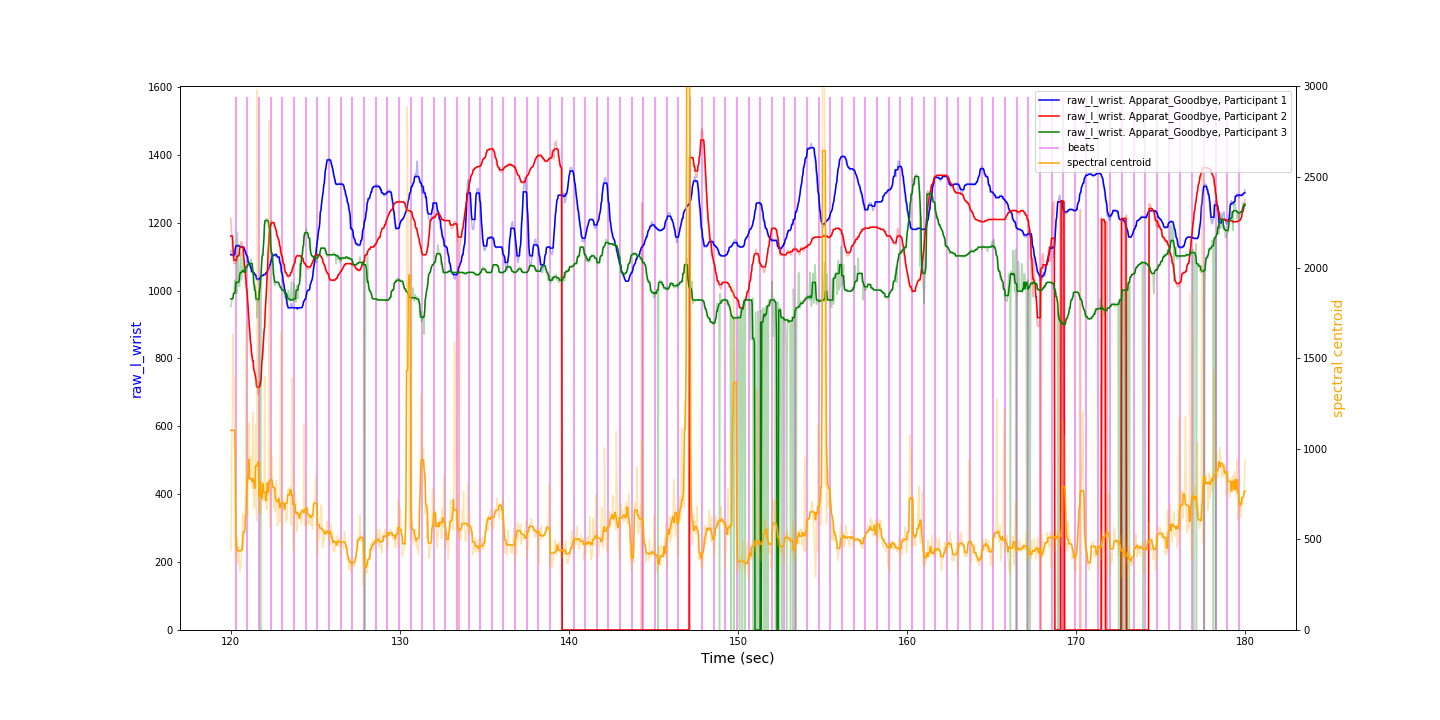 1600
1400
1200
1000
800
600
400
200
0
raw_l_wrist
3000
2500
2000
1500
1000
500
0
spectral centroid
raw_l_wrist. Apparat_Goodbye, Participant 1
raw_l_wrist. Apparat_Goodbye, Participant 2
raw_l_wrist. Apparat_Goodbye, Participant 3
beats
spectral centroid
120 130 140 150 160 170 180
Time (sec)